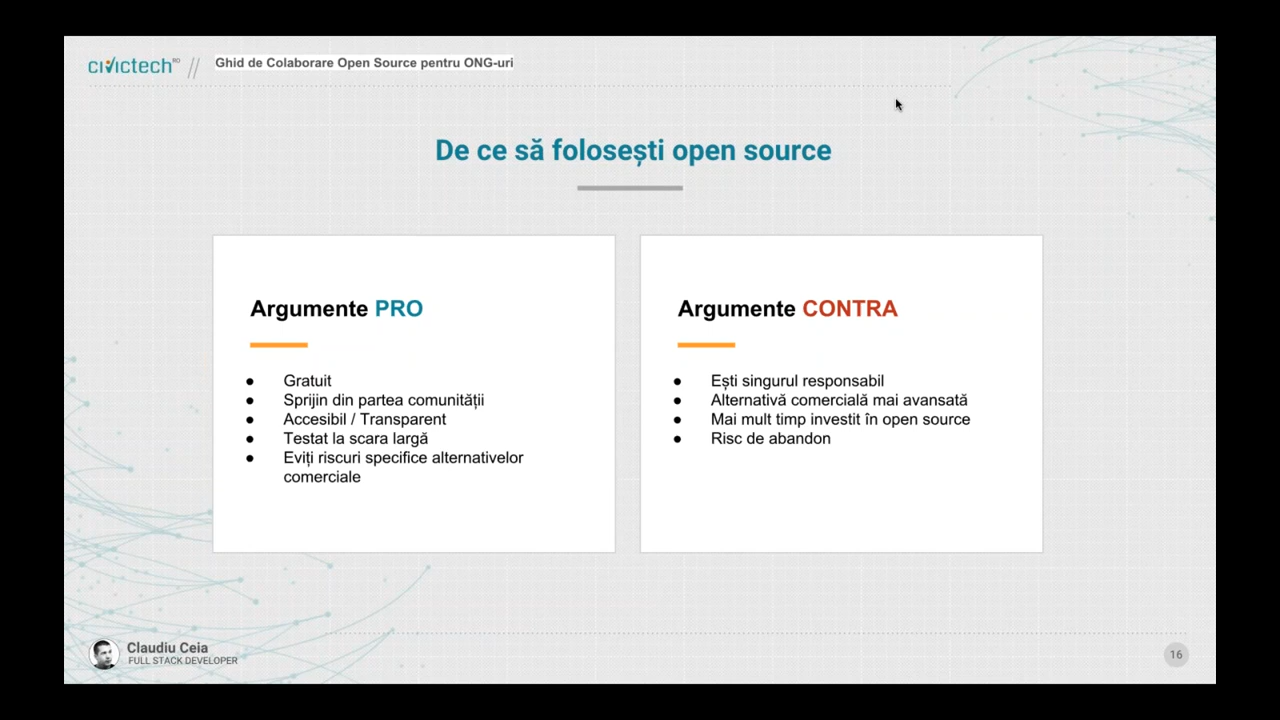 civictech RO // Ghid de Colaborare Open Source pentru ONG-uri
De ce să folosești open source
Argumente PRO
● Gratuit
● Sprijin din partea comunității
● Accesibil / Transparent
● Testat la scara largă
● Eviți riscuri specifice alternativelor
comerciale
Argumente CONTRA
● Ești singurul responsabil
● Alternativă comercială mai avansată
● Mai mult timp investit în open source
● Risc de abandon
Claudiu Ceia
FULL STACK DEVELOPER
16